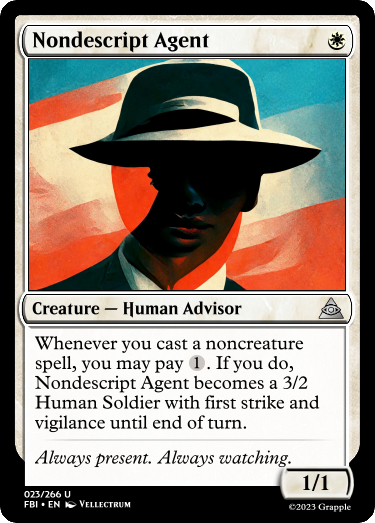 Nondescript Agent
Creature — Human Advisor
Whenever you cast a noncreature
spell, you may pay 1. If you do,
Nondescript Agent becomes a 3/2
Human Soldier with first strike and
vigilance until end of turn.
Always present. Always watching.
1/1
023/266 U
FBI • EN Vellectrum
©2023 Grapple